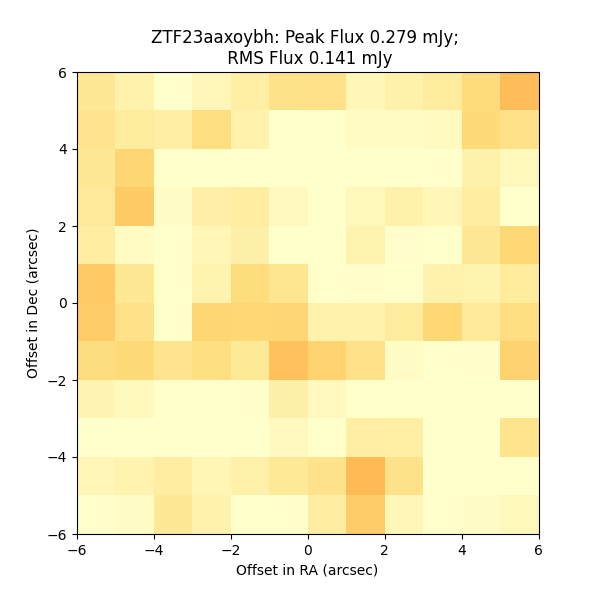 ZTF23aaxoybh: Peak Flux 0.279 mJy;
RMS Flux 0.141 mJy
6
4
2
0
−2
−4
−6
Offset in Dec (arcsec)
−6 −4 −2 0 2 4 6
Offset in RA (arcsec)